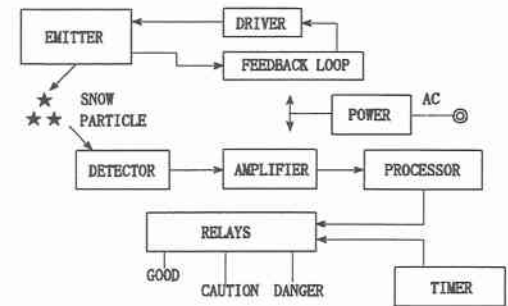 DRIVER
EMITTER
FEEDBACK LOOP
SNOW
PARTICLE
AC
POWER
DETECTOR
AMPLIFIER
PROCESSOR
RELAYS
GOOD
CAUTION
DANGER
TIMER